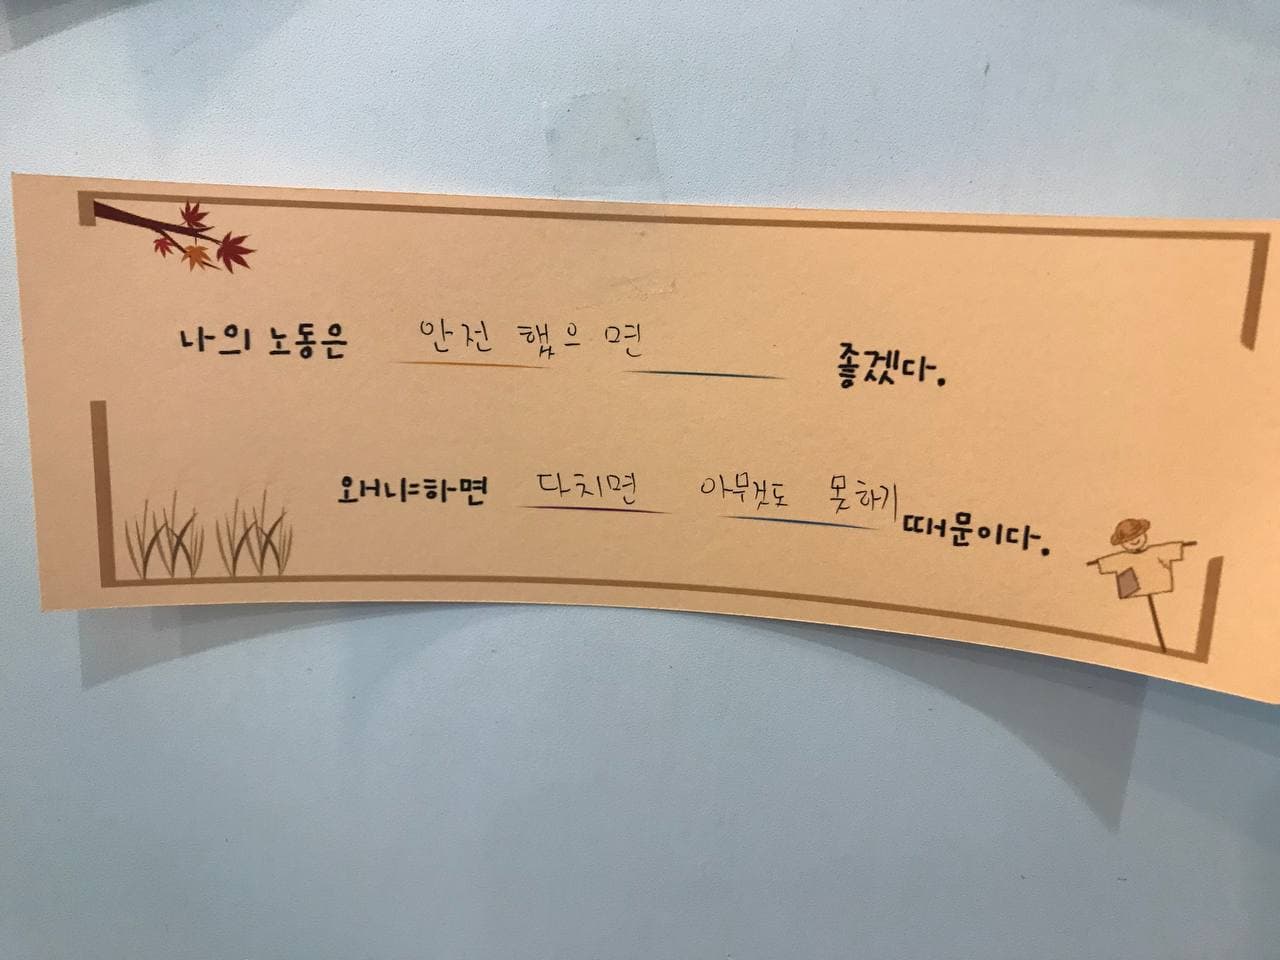 나의 노동은 안전 햎으 면 좋겠다.
왜냐하면 다치면 아무것도 못하기 때문이다.